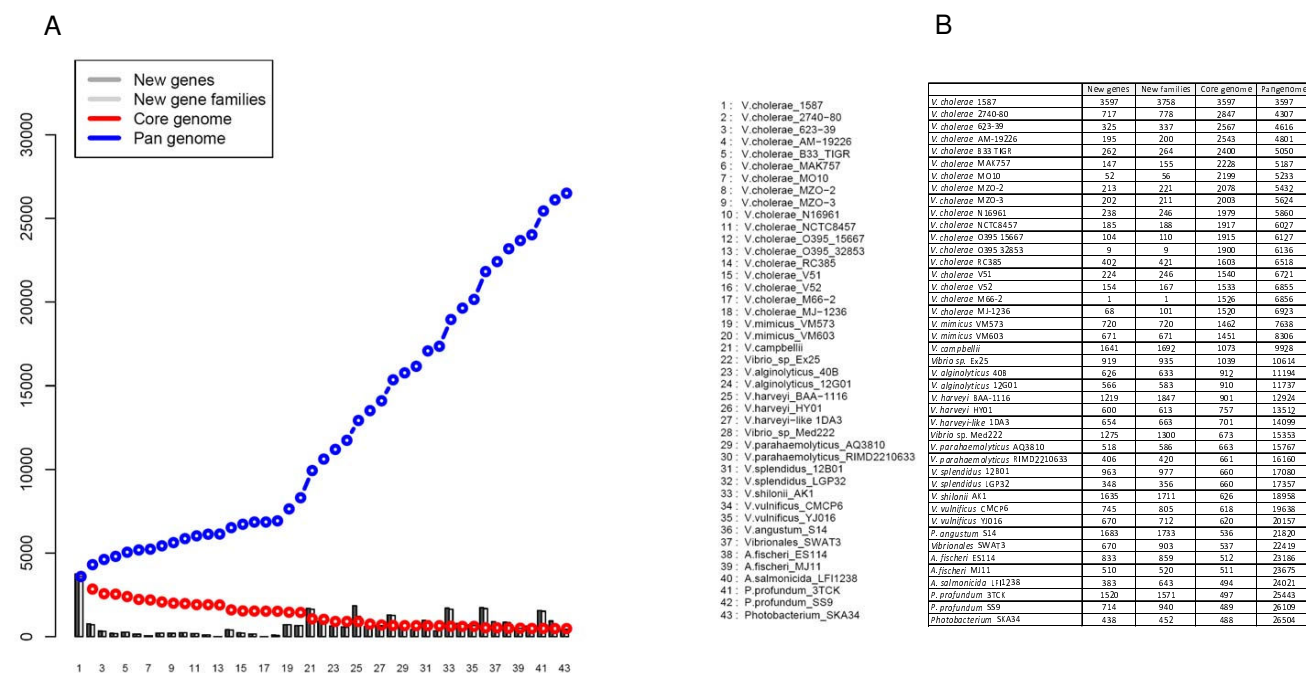 A
B
New genes
New gene families
Core genome
Pan genome
30000
25000
20000
15000
10000
5000
0
1 3 5 7 9 11 13 15 17 19 21 23 25 27 29 31 33 35 37 39 41 43
1 : V.cholerae_1587
2 : V.cholerae_2740−80
3 : V.cholerae_623−39
4 : V.cholerae_AM−19226
5 : V.cholerae_B33_TIGR
6 : V.cholerae_MAK757
7 : V.cholerae_MO10
8 : V.cholerae_MZO−2
9 : V.cholerae_MZO−3
10 : V.cholerae_N16961
11 : V.cholerae_NCTC8457
12 : V.cholerae_O395_15667
13 : V.cholerae_O395_32853
14 : V.cholerae_RC385
15 : V.cholerae_V51
16 : V.cholerae_V52
17 : V.cholerae_M66−2
18 : V.cholerae_MJ−1236
19 : V.mimicus_VM573
20 : V.mimicus_VM603
21 : V.campbellii
22 : Vibrio_sp_Ex25
23 : V.alginolyticus_40B
24 : V.alginolyticus_12G01
25 : V.harveyi_BAA−1116
26 : V.harveyi_HY01
27 : V.harveyi−like 1DA3
28 : Vibrio_sp_Med222
29 : V.parahaemolyticus_AQ3810
30 : V.parahaemolyticus_RIMD2210633
31 : V.splendidus_12B01
32 : V.splendidus_LGP32
33 : V.shilonii_AK1
34 : V.vulnificus_CMCP6
35 : V.vulnificus_YJ016
36 : V.angustum_S14
37 : Vibrionales_SWAT3
38 : A.fischeri_ES114
39 : A.fischeri_MJ11
40 : A.salmonicida_LFI1238
41 : P.profundum_3TCK
42 : P.profundum_SS9
43 : Photobacterium_SKA34
New genes New families Core genome Pangenome
V. cholerae 1587 3597 3758 3597 3597
V. cholerae 2740-80 717 778 2847 4307
V. cholerae 623-39 325 337 2567 4616
V. cholerae AM-19226 195 200 2543 4801
V. cholerae B33 TIGR 262 264 2400 5050
V. cholerae MAK757 147 155 2228 5187
V. cholerae MO10 52 56 2199 5233
V. cholerae MZO-2 213 221 2078 5432
V. cholerae MZO-3 202 211 2003 5624
V. cholerae N16961 238 246 1979 5860
V. cholerae NCTC8457 185 188 1917 6027
V. cholerae O395 15667 104 110 1915 6127
V. cholerae O395 32853 9 9 1900 6136
V. cholerae RC385 402 421 1603 6518
V. cholerae V51 224 246 1540 6721
V. cholerae V52 154 167 1533 6855
V. cholerae M66-2 1 1 1526 6856
V. cholerae MJ-1236 68 101 1520 6923
V. mimicus VM573 720 720 1462 7638
V. mimicus VM603 671 671 1451 8306
V. campbellii 1641 1692 1073 9928
Vibrio sp. Ex25 919 935 1039 10614
V. alginolyticus 40B 626 633 912 11194
V. alginolyticus 12G01 566 583 910 11737
V. harveyi BAA-1116 1219 1847 901 12924
V. harveyi HY01 600 613 757 13512
V. harveyi-like 1DA3 654 663 701 14099
Vibrio sp. Med222 1275 1300 673 15353
V. parahaemolyticus AQ3810 518 586 663 15767
V. parahaemolyticus RIMD2210633 406 420 661 16160
V. splendidus 12B01 963 977 660 17080
V. splendidus LGP32 348 356 660 17357
V. shilonii AK1 1635 1711 626 18958
V. vulnificus CMCP6 745 805 618 19638
V. vulnificus YJ016 670 712 620 20157
P. angustum S14 1683 1733 536 21820
Vibrionales SWAT3 670 903 537 22419
A. fischeri ES114 833 859 512 23186
A.fischeri MJ11 510 520 511 23675
A. salmonicida LFI1238 383 643 494 24021
P. profundum 3TCK 1520 1571 497 25443
P. profundum SS9 714 940 489 26109
Photobacterium SKA34 438 452 488 26504